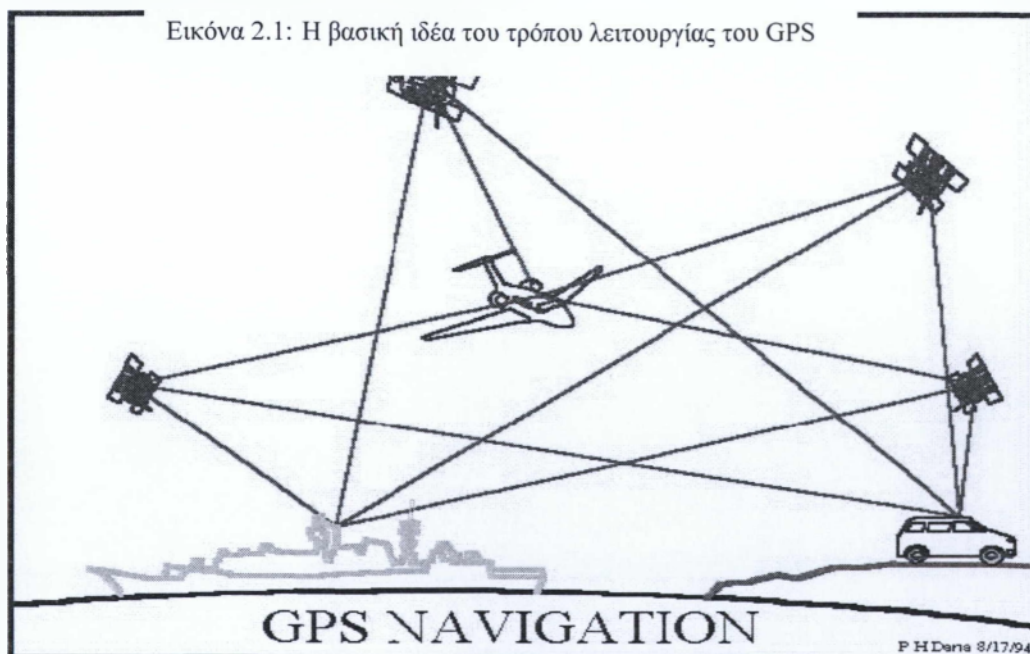 Εικόνα 2.1: Η βασική ιδέα του τρόπου λειτουργίας του GPS
GPS NAVIGATION
P H Dana 8/17/94